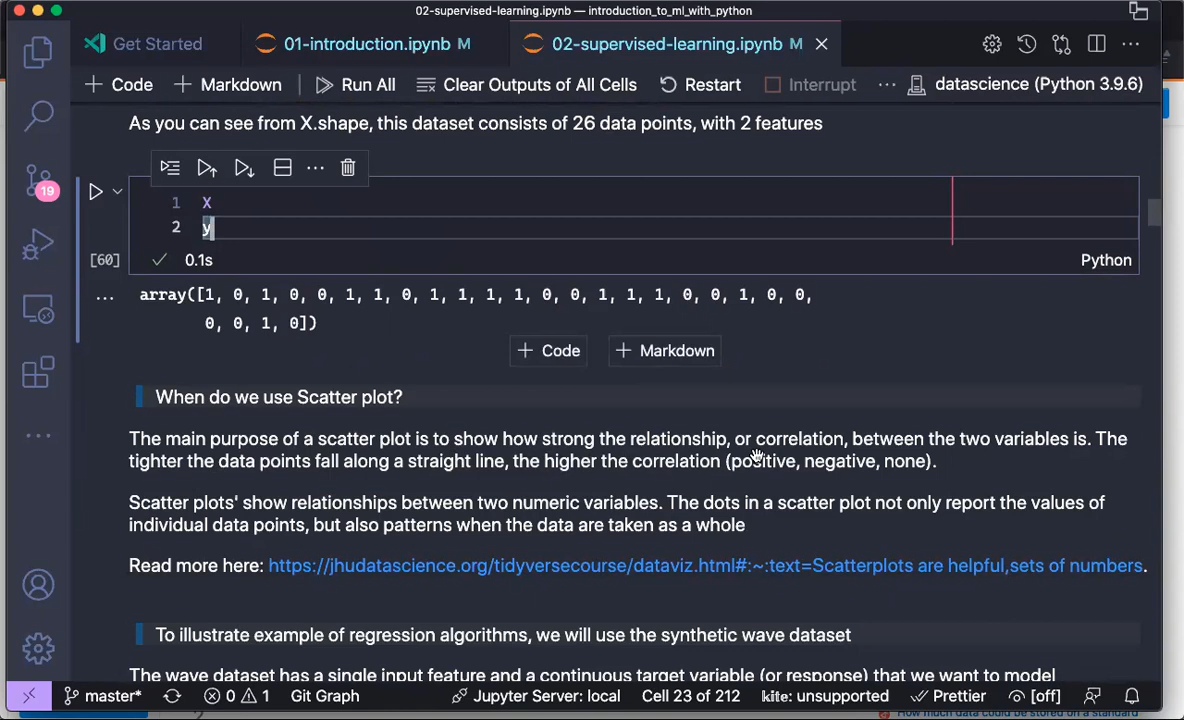 02-supervised-learning.ipynb — introduction_to_ml_with_python
Get Started 01-introduction.ipynb M 02-supervised-learning.ipynb M
+ Code + Markdown Run All Clear Outputs of All Cells Restart Interrupt ... datascience (Python 3.9.6)
As you can see from X.shape, this dataset consists of 26 data points, with 2 features
1 X
2 y
19
[60] 0.1s Python
... array([1, 0, 1, 0, 0, 1, 1, 0, 1, 1, 1, 1, 0, 0, 1, 1, 1, 0, 0, 1, 0, 0,
0, 0, 1, 0])
+ Code + Markdown
When do we use Scatter plot?
The main purpose of a scatter plot is to show how strong the relationship, or correlation, between the two variables is. The
tighter the data points fall along a straight line, the higher the correlation (positive, negative, none).
Scatter plots' show relationships between two numeric variables. The dots in a scatter plot not only report the values of
individual data points, but also patterns when the data are taken as a whole
Read more here: https://jhudatascience.org/tidyversecourse/dataviz.html#:~:text=Scatterplots are helpful,sets of numbers.
To illustrate example of regression algorithms, we will use the synthetic wave dataset
The wave dataset has a single input feature and a continuous target variable (or response) that we want to model
master* 0 1 Git Graph Jupyter Server: local Cell 23 of 212 kite: unsupported Prettier [off]
How much data could be stored on a standard